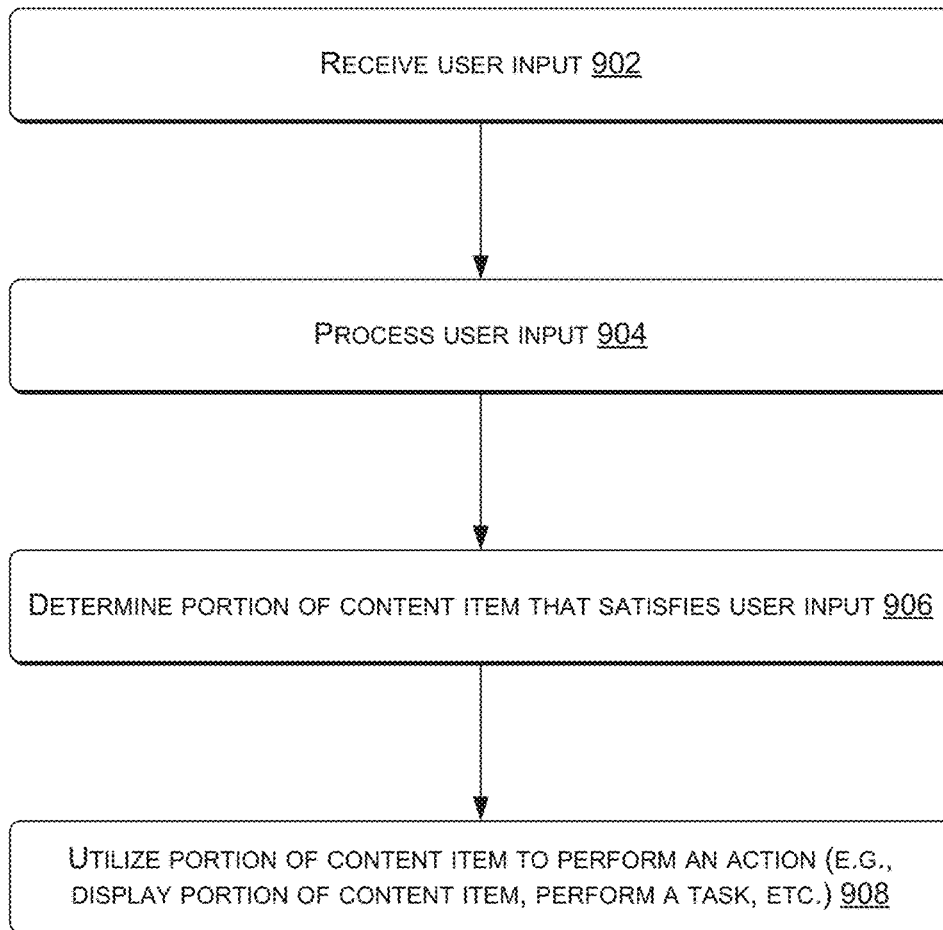 RECEIVE USER INPUT 902
PROCESS USER INPUT 904
DETERMINE PORTION OF CONTENT ITEM THAT SATISFIES USER INPUT 906
UTILIZE PORTION OF CONTENT ITEM TO PERFORM AN ACTION (E.G.,
DISPLAY PORTION OF CONTENT ITEM, PERFORM A TASK, ETC.) 908